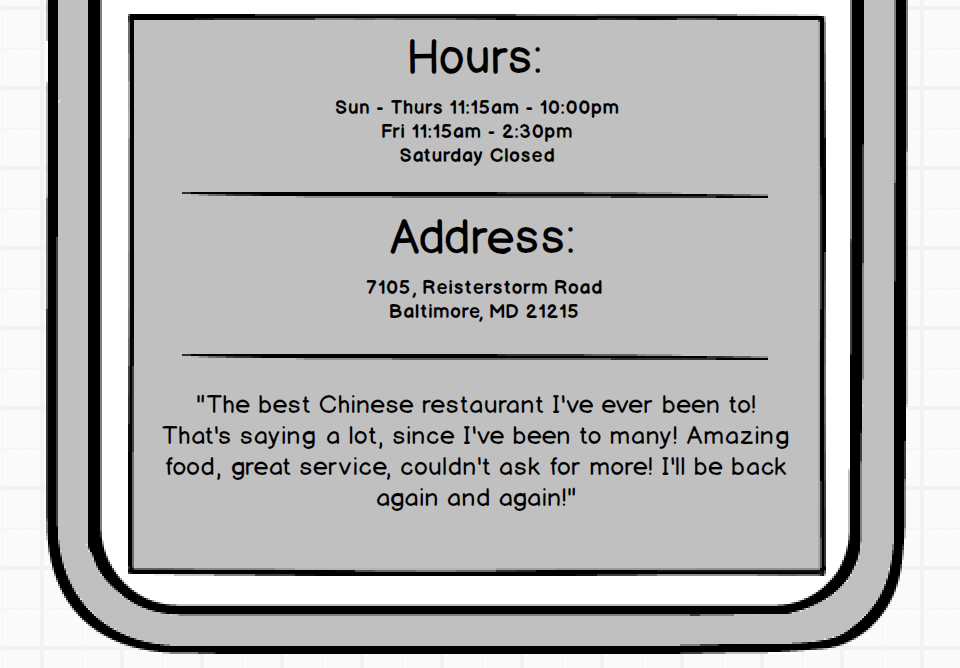 Hours:
Sun - Thurs 11:15am - 10:00pm
Fri 11:15am - 2:30pm
Saturday Closed
Address:
7105, Reisterstorm Road
Baltimore, MD 21215
"The best Chinese restaurant I've ever been to!
That's saying a lot, since I've been to many! Amazing
food, great service, couldn't ask for more! I'll be back
again and again!"